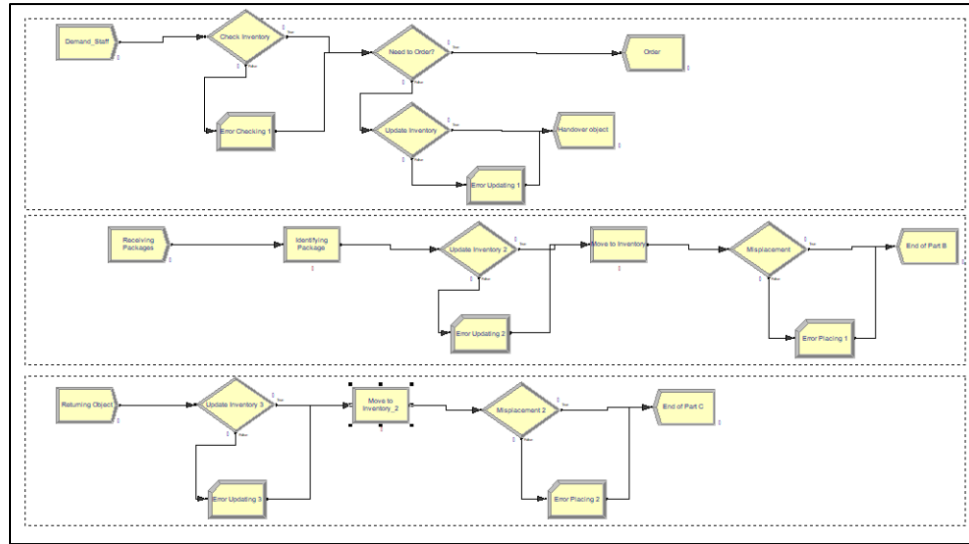 Demand_Staff
Check Inventory
True
False
Error Checking 1
Need to Order?
True
False
Order
Update Inventory
True
False
Error Updating 1
Handover object
Receiving
Packages
Identifying
Package
Update Inventory 2
True
False
Error Updating 2
Move to Inventory
Misplacement
True
False
Error Placing 1
End of Part B
Returning Object
Update Inventory 3
True
False
Error Updating 3
Move to
Inventory_2
Misplacement 2
True
False
Error Placing 2
End of Part C